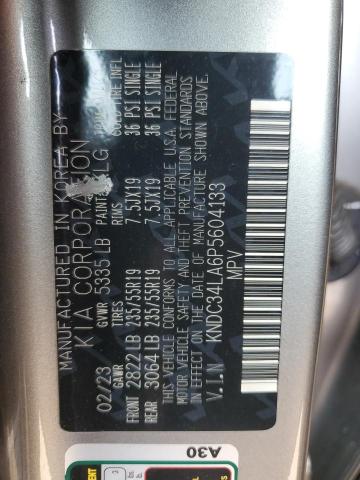 MANUFACTURED IN KOREA BY
KIA CORPORATION
GVWR 5335 LB PAINT LG
02/23 GAWR TIRES RIMS COLD TIRE INFL
FRONT 2822 LB 235/55R19 7.5JX19 36 PSI SINGLE
REAR 3064 LB 235/55R19 7.5JX19 36 PSI SINGLE
THIS VEHICLE CONFORMS TO ALL APPLICABLE U.S.A. FEDERAL
MOTOR VEHICLE SAFETY AND THEFT PREVENTION STANDARDS
IN EFFECT ON THE DATE OF MANUFACTURE SHOWN ABOVE.
V.I.N KNDC34LA6P5604133
MPV
A30